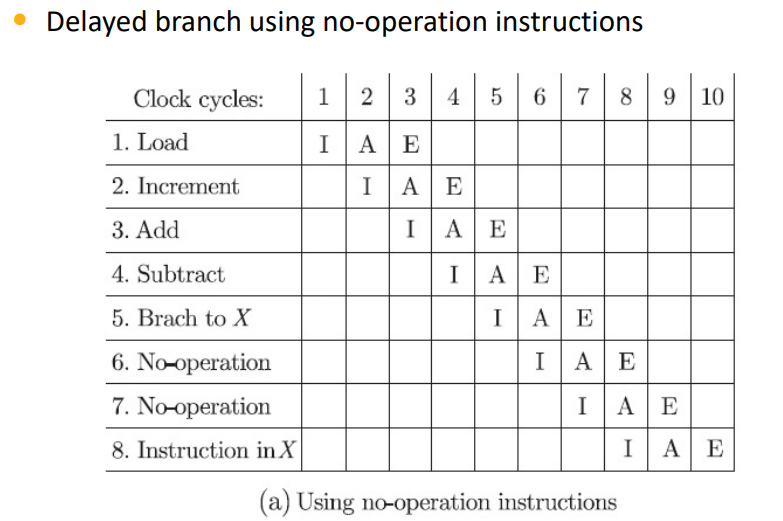 Delayed branch using no-operation instructions
Clock cycles: 1 2 3 4 5 6 7 8 9 10
1. Load I A E
2. Increment I A E
3. Add I A E
4. Subtract I A E
5. Brach to X I A E
6. No-operation I A E
7. No-operation I A E
8. Instruction in X I A E
(a) Using no-operation instructions